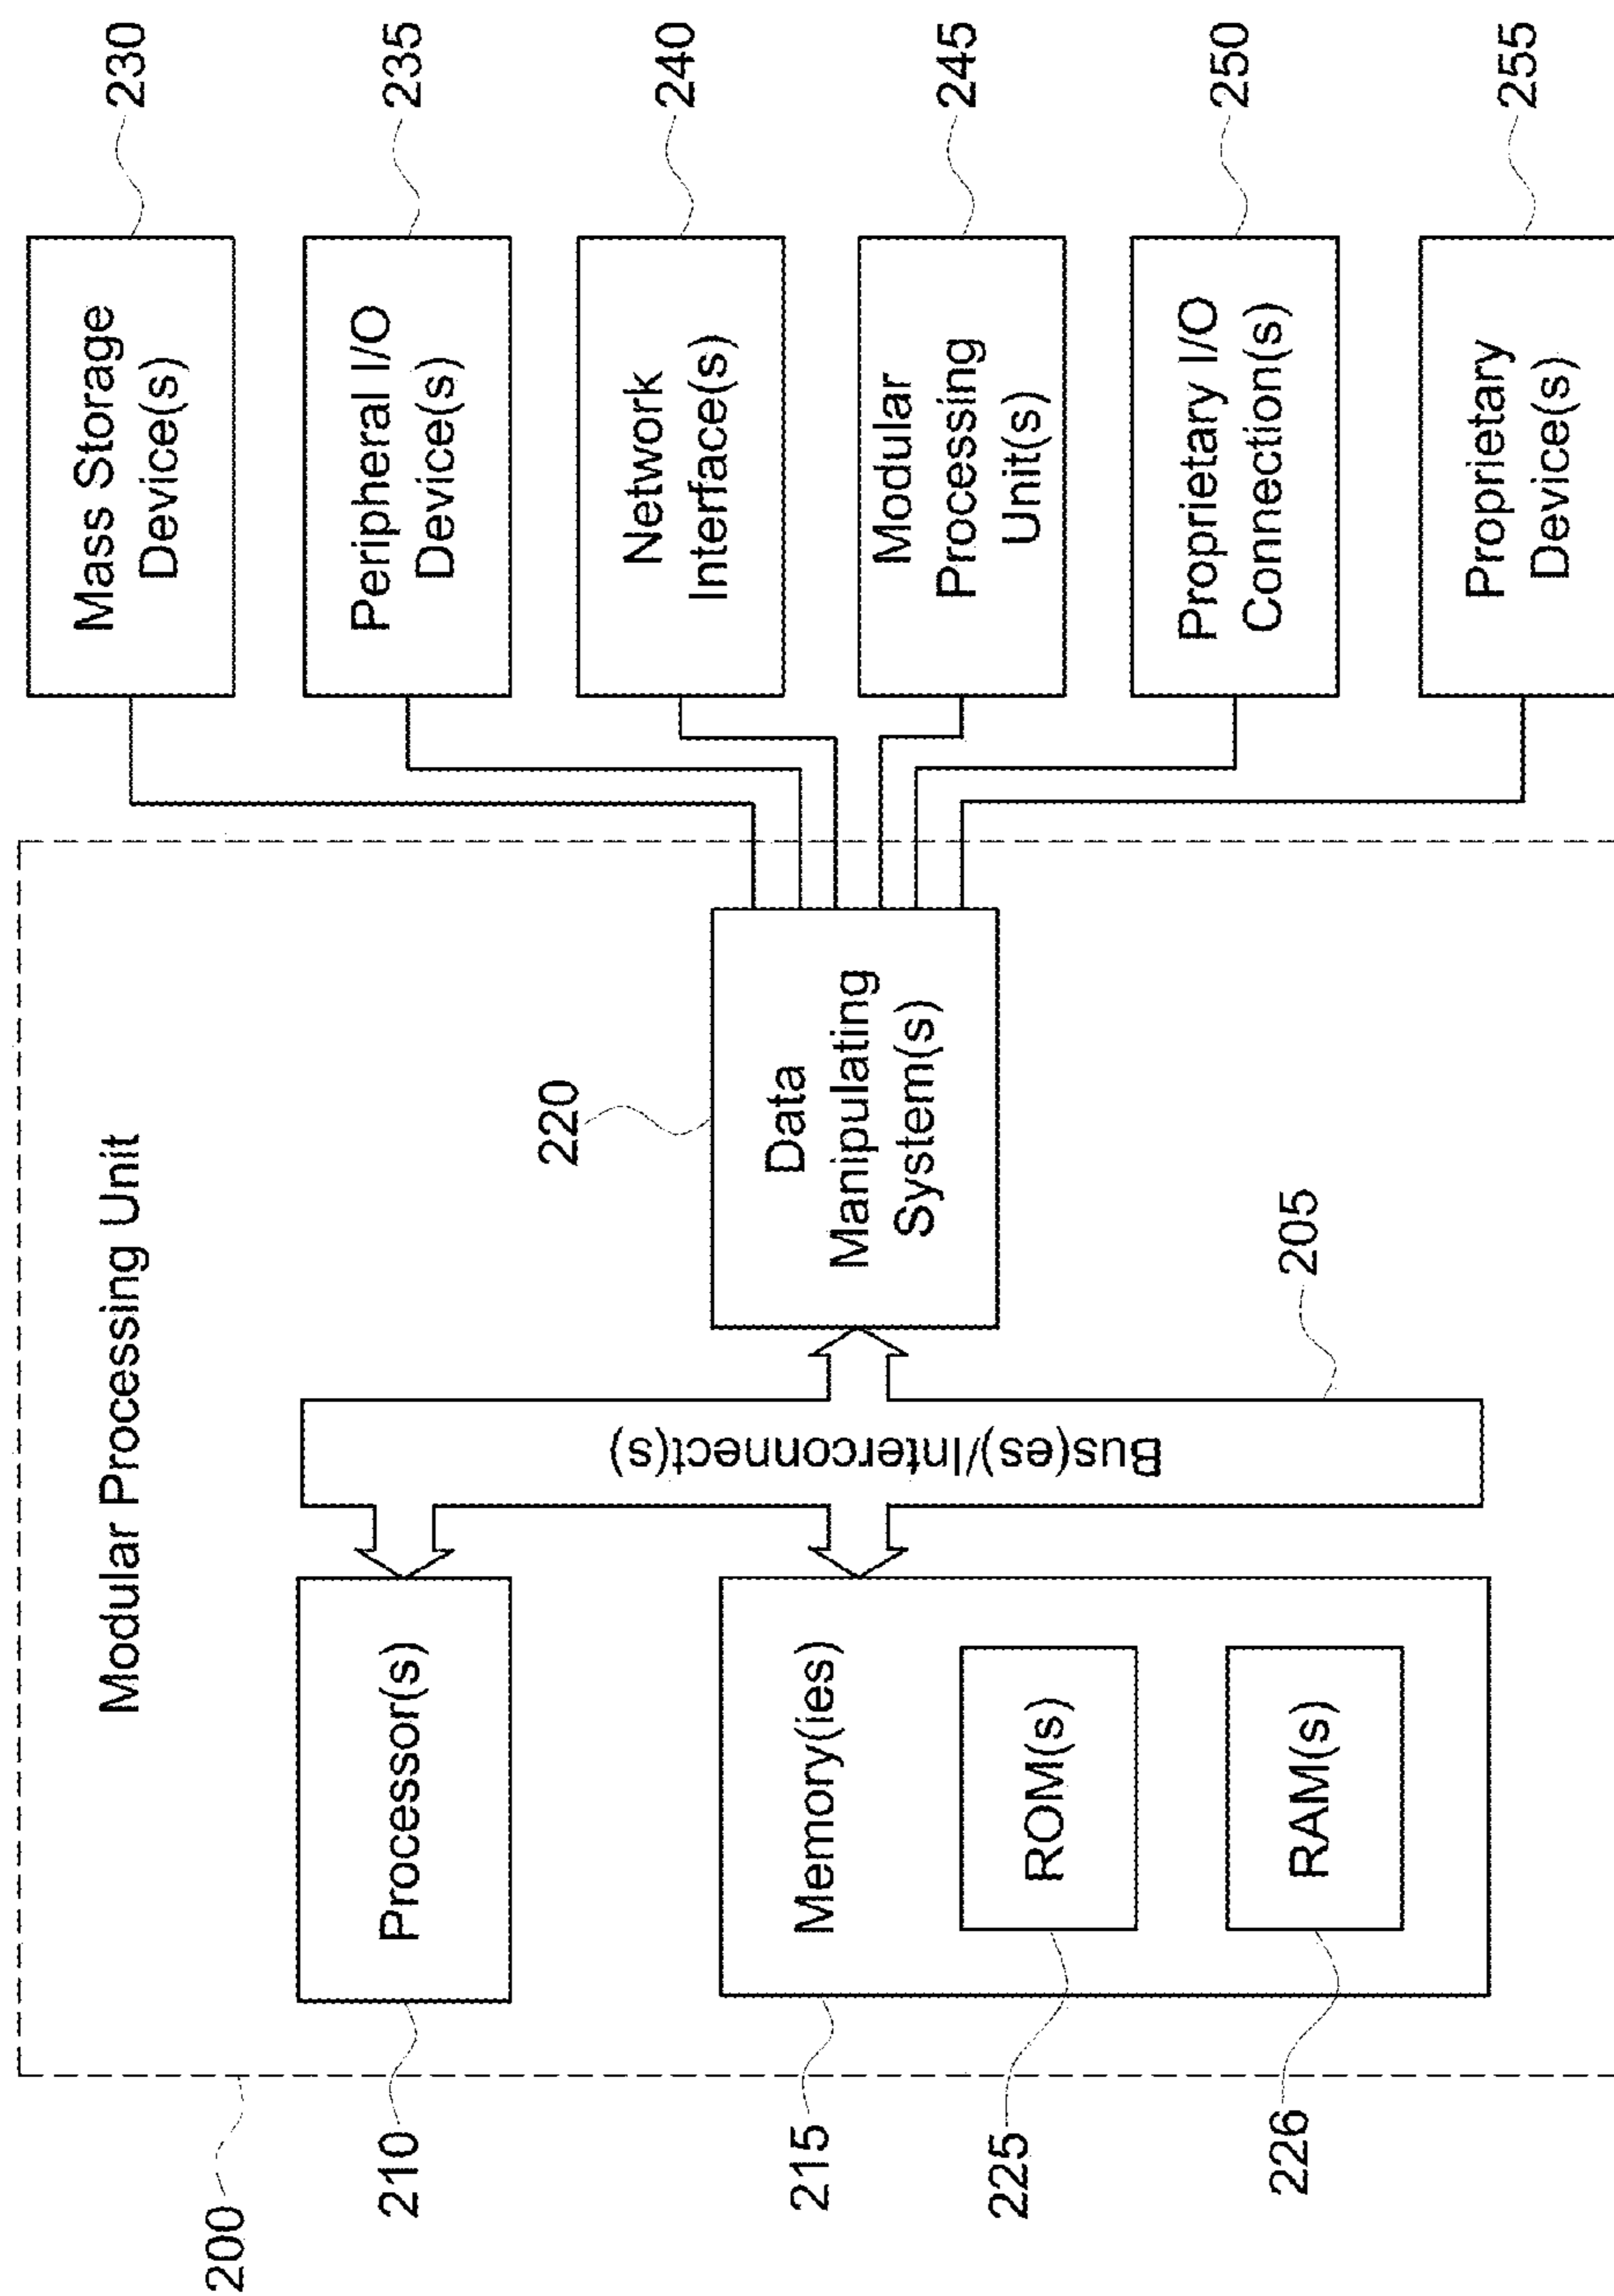 Modular Processing Unit
200
Processor(s)
210
Memory(ies)
215
ROM(s)
225
RAM(s)
226
Bus(es)/Interconnect(s)
205
Data
Manipulating
System(s)
220
Mass Storage
Device(s)
230
Peripheral I/O
Device(s)
235
Network
Interface(s)
240
Modular
Processing
Unit(s)
245
Proprietary I/O
Connection(s)
250
Proprietary
Device(s)
255